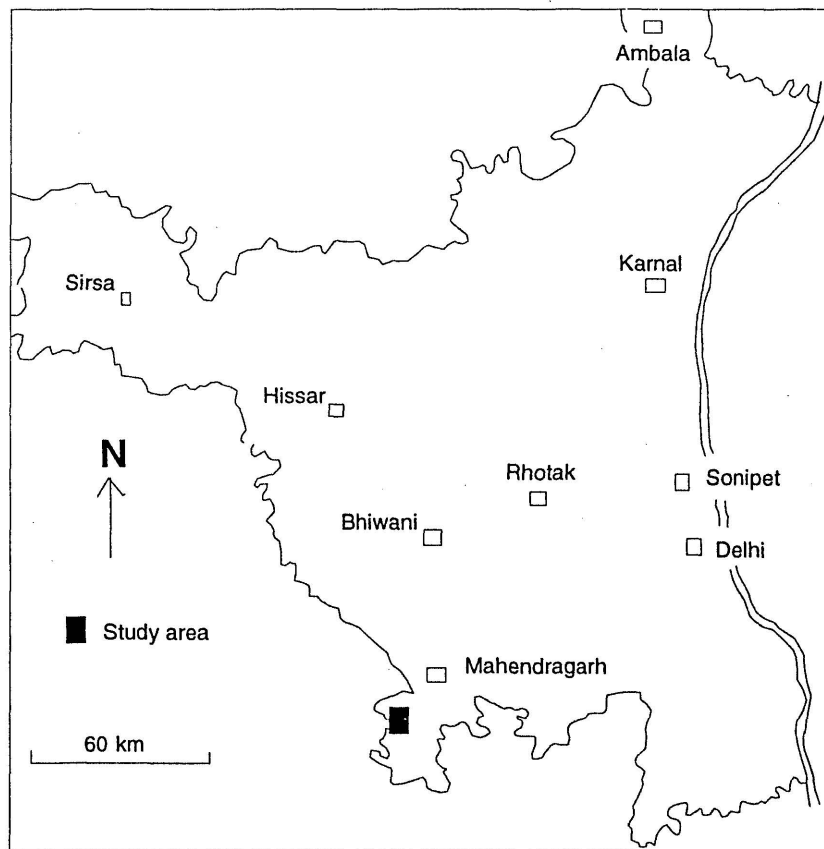 Ambala
Karnal
Sirsa
Hissar
N
Rhotak
Sonipet
Bhiwani
Delhi
Study area
Mahendragarh
60 km